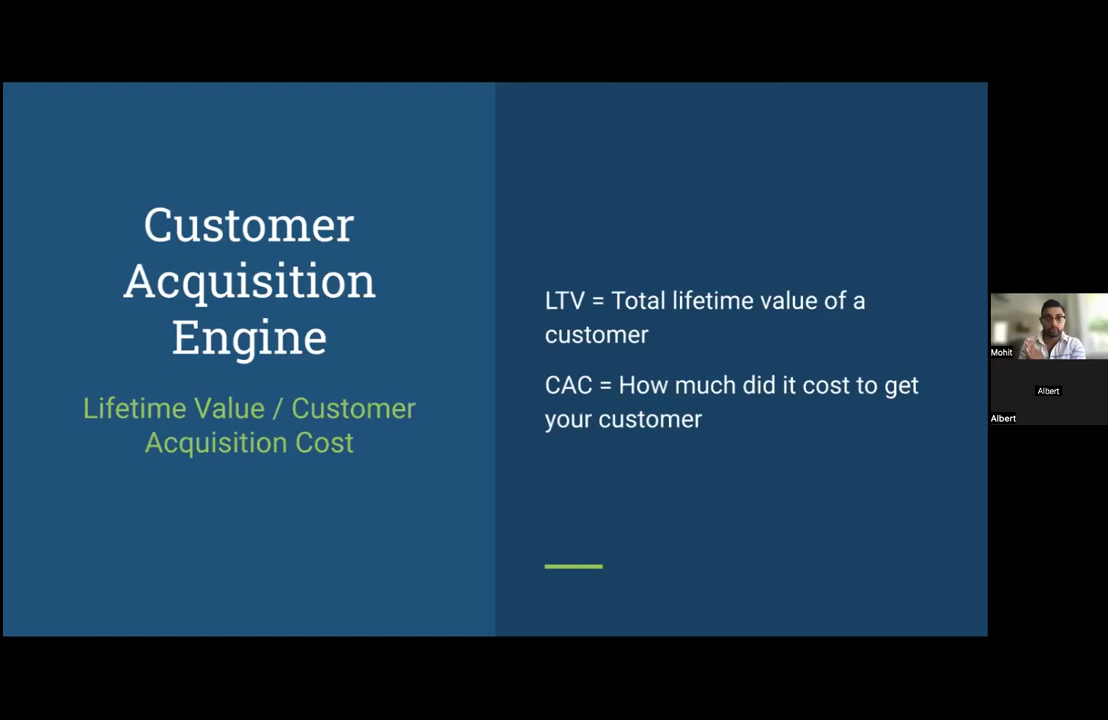 Customer
Acquisition
Engine
Lifetime Value / Customer
Acquisition Cost
LTV = Total lifetime value of a
customer
CAC = How much did it cost to get
your customer
Mohit
Albert
Albert